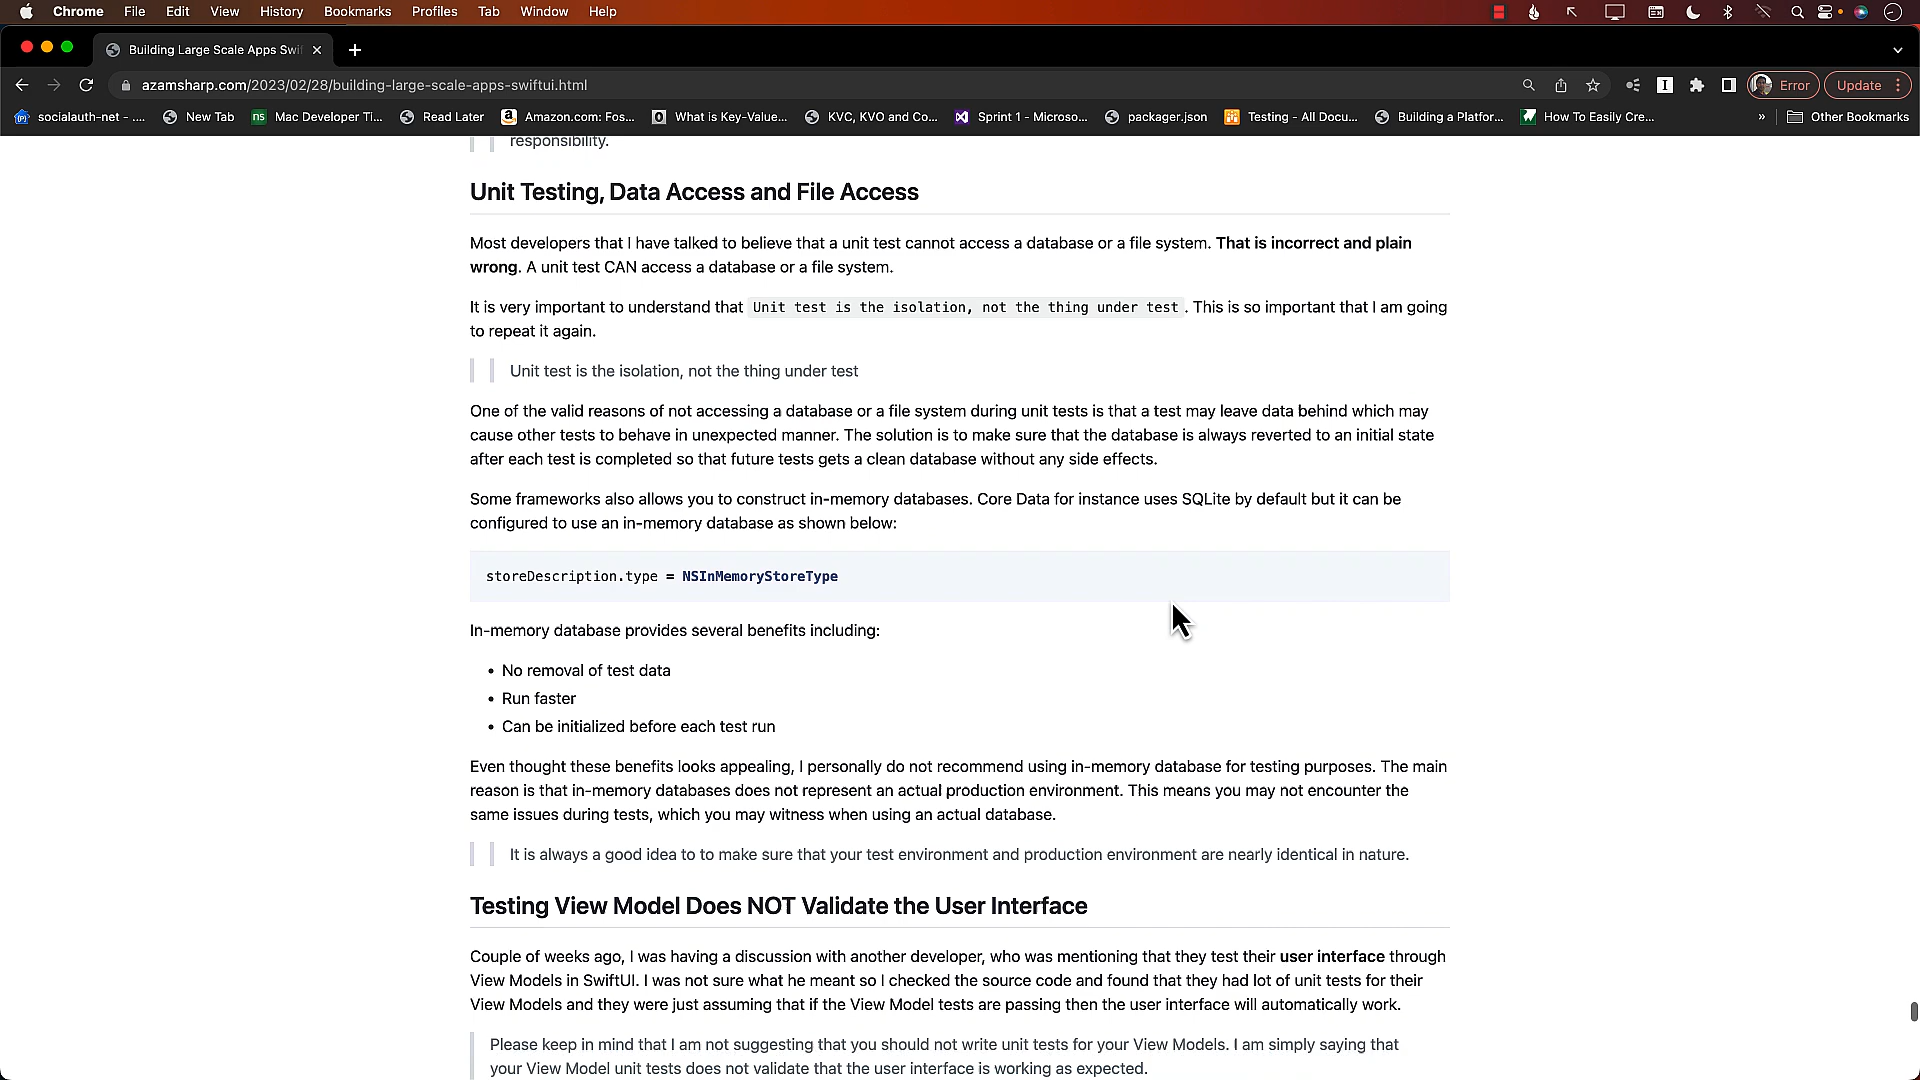 Chrome File Edit View History Bookmarks Profiles Tab Window Help
Building Large Scale Apps Swif
azamsharp.com/2023/02/28/building-large-scale-apps-swiftui.html
Error
Update
socialauth-net - ....
New Tab
ns Mac Developer Ti...
Read Later
Amazon.com: Fos...
What is Key-Value...
KVC, KVO and Co...
Sprint 1 - Microso...
packager.json
Testing - All Docu...
Building a Platfor...
How To Easily Cre...
»
Other Bookmarks
responsibility.
Unit Testing, Data Access and File Access
Most developers that I have talked to believe that a unit test cannot access a database or a file system. That is incorrect and plain
wrong. A unit test CAN access a database or a file system.
It is very important to understand that Unit test is the isolation, not the thing under test . This is so important that I am going
to repeat it again.
Unit test is the isolation, not the thing under test
One of the valid reasons of not accessing a database or a file system during unit tests is that a test may leave data behind which may
cause other tests to behave in unexpected manner. The solution is to make sure that the database is always reverted to an initial state
after each test is completed so that future tests gets a clean database without any side effects.
Some frameworks also allows you to construct in-memory databases. Core Data for instance uses SQLite by default but it can be
configured to use an in-memory database as shown below:
storeDescription.type = NSInMemoryStoreType
In-memory database provides several benefits including:
• No removal of test data
• Run faster
• Can be initialized before each test run
Even thought these benefits looks appealing, I personally do not recommend using in-memory database for testing purposes. The main
reason is that in-memory databases does not represent an actual production environment. This means you may not encounter the
same issues during tests, which you may witness when using an actual database.
It is always a good idea to to make sure that your test environment and production environment are nearly identical in nature.
Testing View Model Does NOT Validate the User Interface
Couple of weeks ago, I was having a discussion with another developer, who was mentioning that they test their user interface through
View Models in SwiftUI. I was not sure what he meant so I checked the source code and found that they had lot of unit tests for their
View Models and they were just assuming that if the View Model tests are passing then the user interface will automatically work.
Please keep in mind that I am not suggesting that you should not write unit tests for your View Models. I am simply saying that
your View Model unit tests does not validate that the user interface is working as expected.